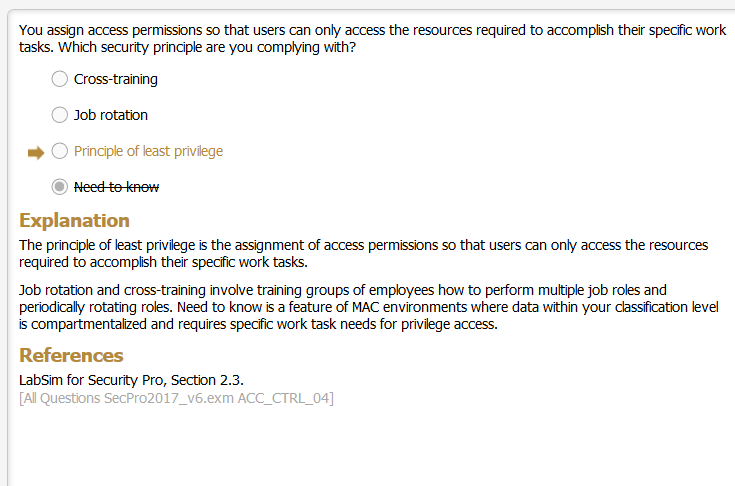 You assign access permissions so that users can only access the resources required to accomplish their specific work
tasks. Which security principle are you complying with?
Cross-training
Job rotation
Principle of least privilege
Need to know
Explanation
The principle of least privilege is the assignment of access permissions so that users can only access the resources
required to accomplish their specific work tasks.
Job rotation and cross-training involve training groups of employees how to perform multiple job roles and
periodically rotating roles. Need to know is a feature of MAC environments where data within your classification level
is compartmentalized and requires specific work task needs for privilege access.
References
LabSim for Security Pro, Section 2.3.
[All Questions SecPro2017_v6.exm ACC_CTRL_04]